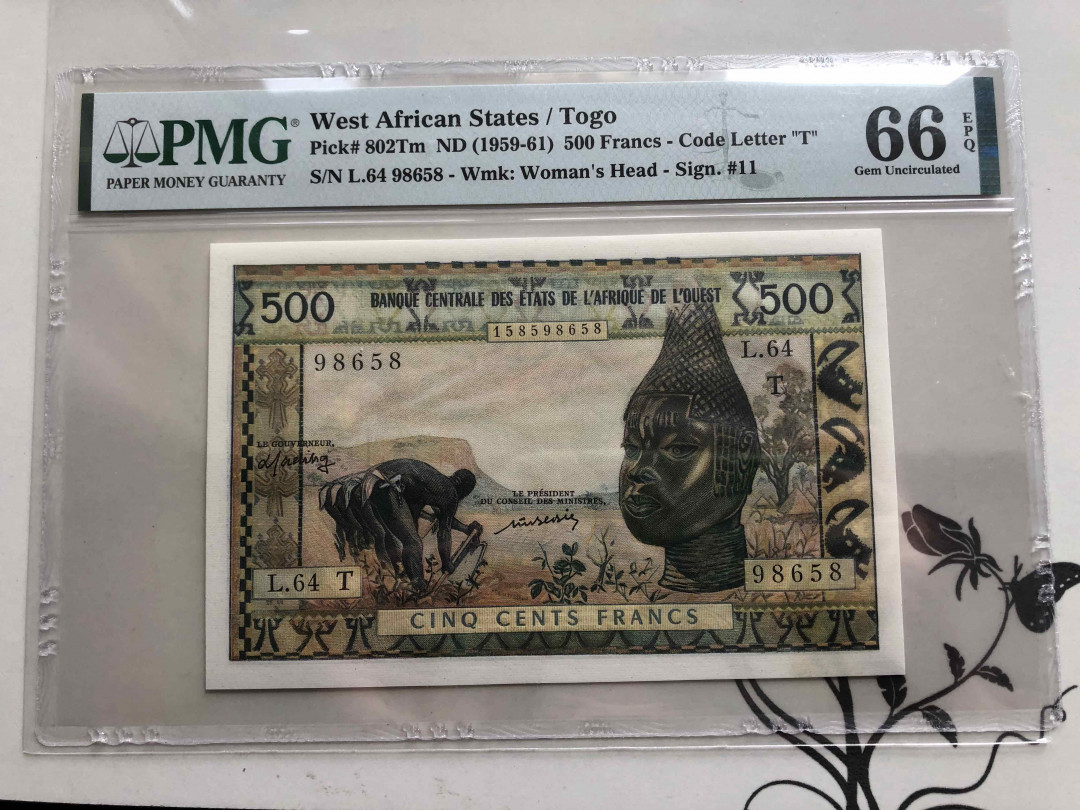 PMG®
PAPER MONEY GUARANTY
West African States / Togo
Pick# 802Tm ND (1959-61) 500 Francs - Code Letter "T"
S/N L.64 98658 - Wmk: Woman's Head - Sign. #11
66
EPQ
Gem Uncirculated
500
BANQUE CENTRALE DES ÉTATS DE L'AFRIQUE DE L'OUEST
500
158598658
98658
L.64
T
LE GOUVERNEUR,
LE PRÉSIDENT
DU CONSEIL DES MINISTRES,
L.64 T
98658
CINQ CENTS FRANCS